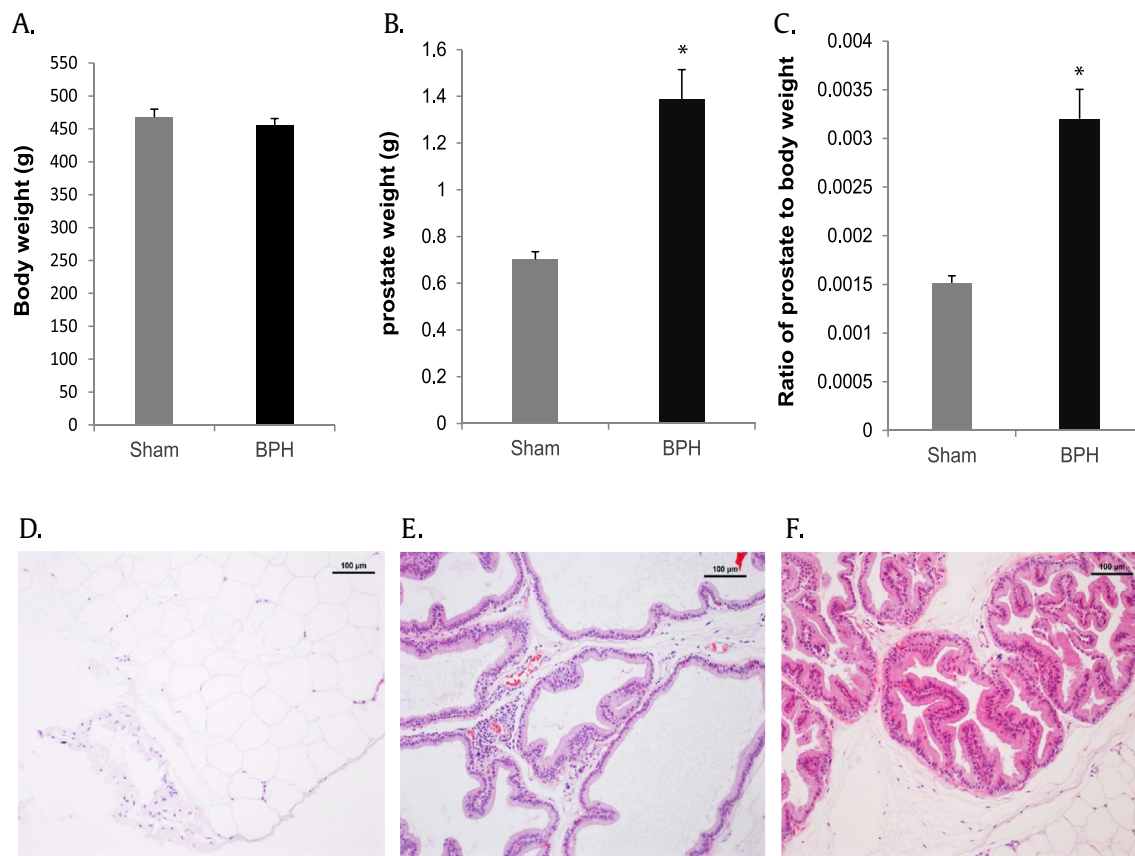 A.
Body weight (g)
550
500
450
400
350
300
250
200
150
100
50
0
Sham
BPH
B.
prostate weight (g)
1.6
1.4
1.2
1
0.8
0.6
0.4
0.2
0
*
Sham
BPH
C.
Ratio of prostate to body weight
0.004
0.0035
0.003
0.0025
0.002
0.0015
0.001
0.0005
0
*
Sham
BPH
D.
100 µm
E.
100 µm
F.
100 µm